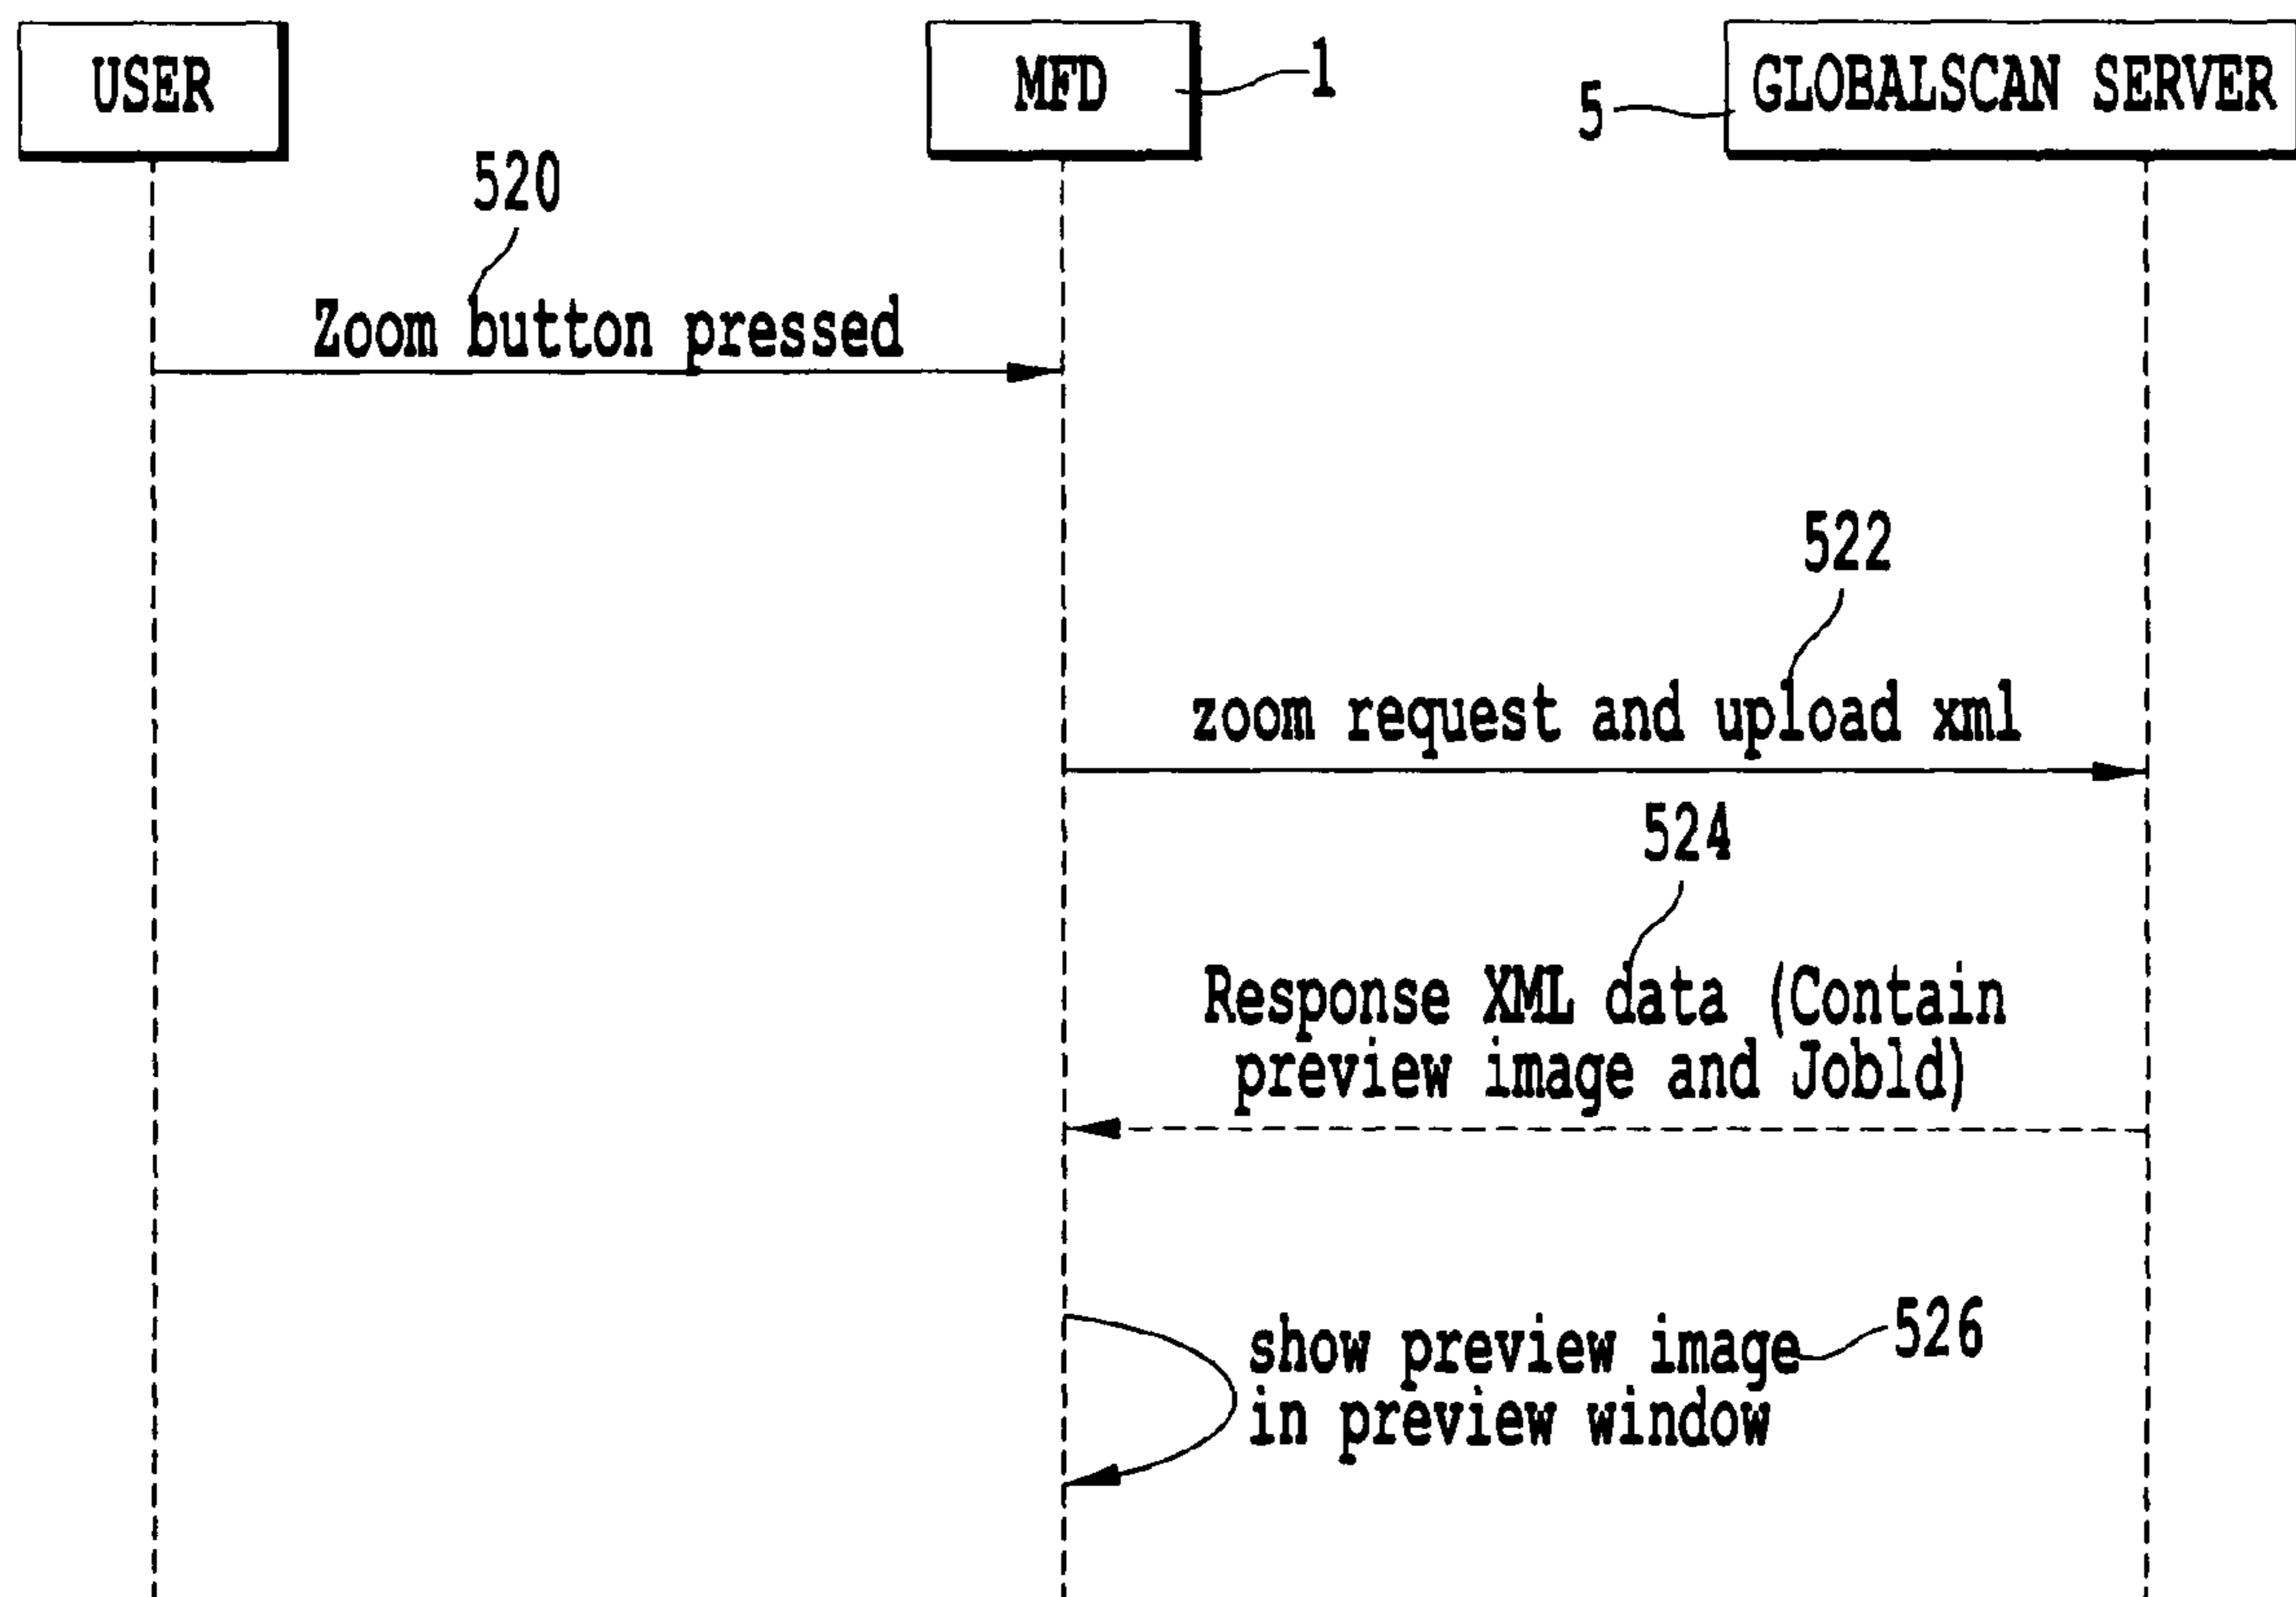 USER
MFD
1
5
GLOBALSCAN SERVER
520
Zoom button pressed
522
zoom request and upload xml
524
Response XML data (Contain
preview image and Jobld)
show preview image
526
in preview window